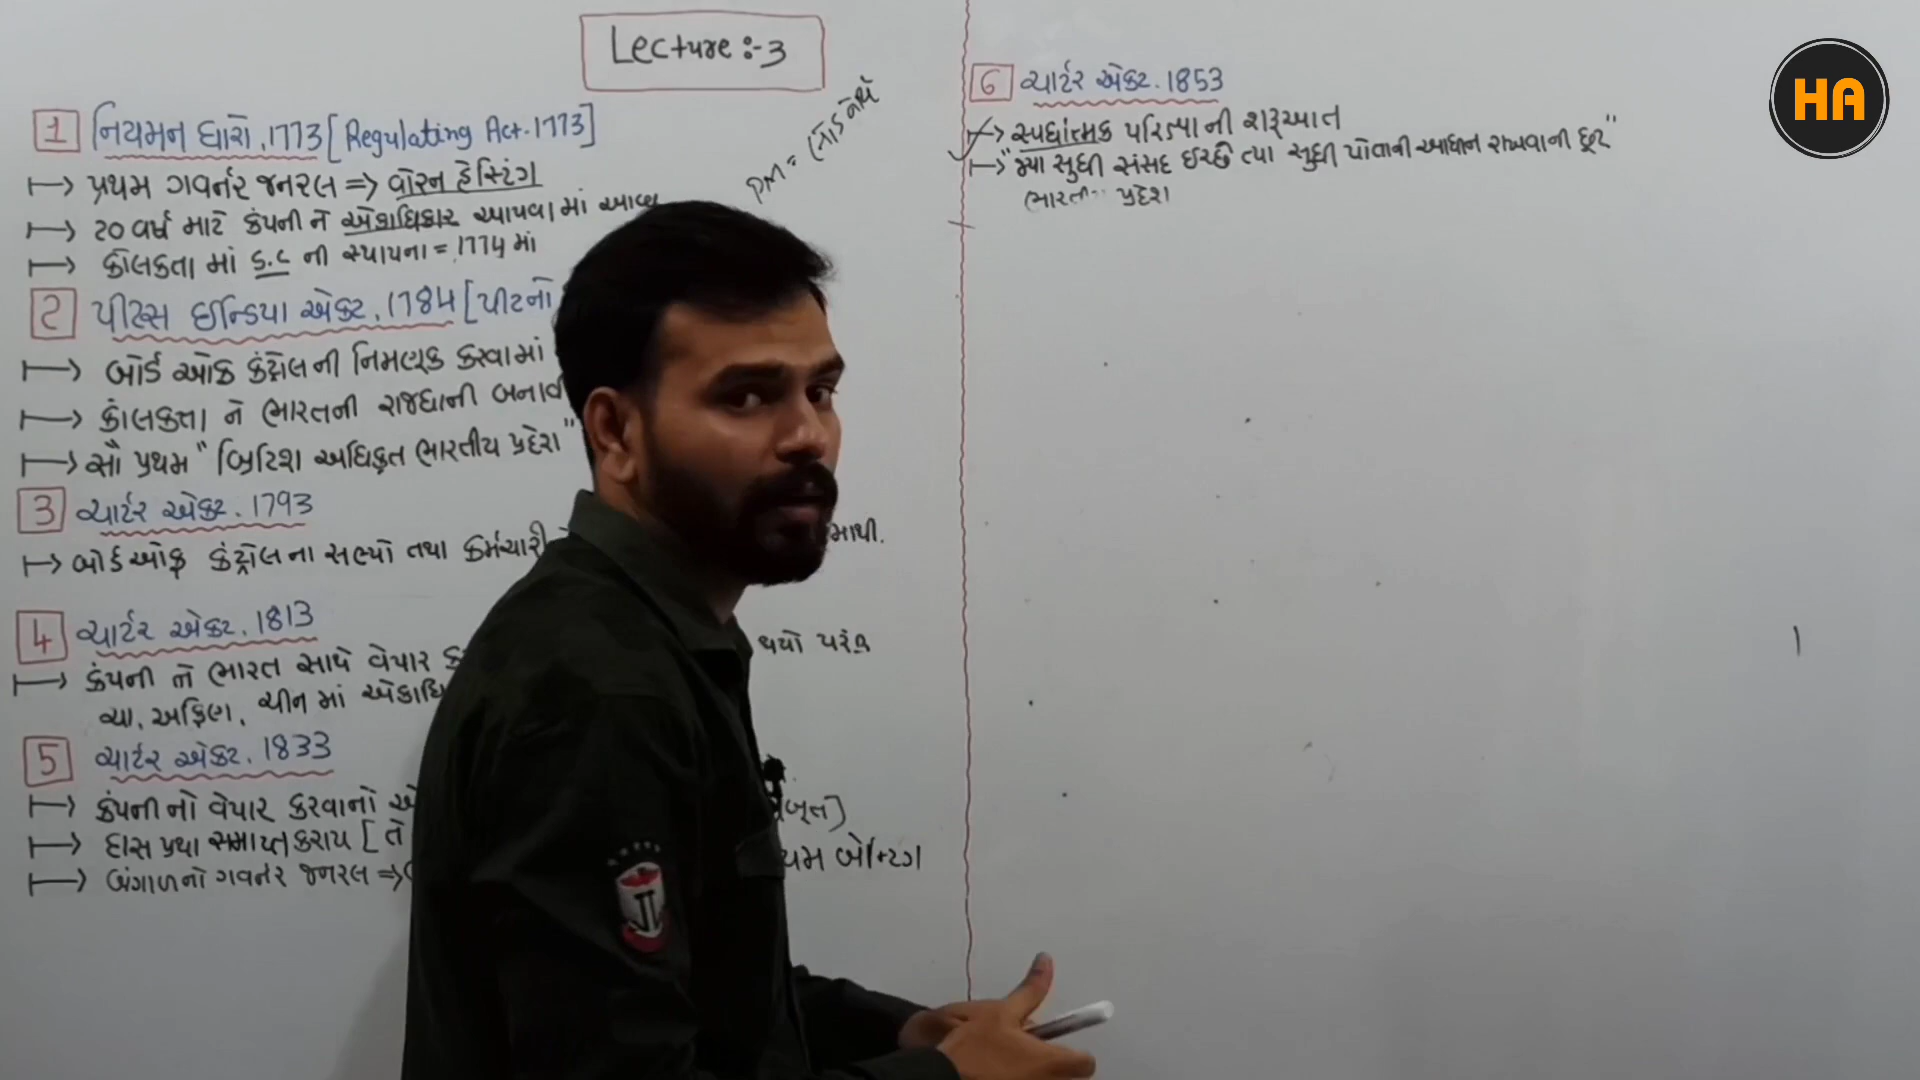 Lecture :- 3
1 નિયમન ધારો, 1773 [Regulating Act-1773]
પ્રથમ ગવર્નર જનરલ => વોરન હેસ્ટિંગ
20 વર્ષ માટે કંપની ને એકાધિકાર આપવામાં
કોલકતા માં S.C ની સ્થાપના = 1774 માં
PM = લોર્ડ નોર્થ
2 પીટ્સ ઈન્ડિયા એક્ટ, 1784 [પીટનો
બોર્ડ ઓફ કંટ્રોલની નિમણૂક કરવામાં
કોલકત્તા ને ભારતની રાજધાની બનાવી
સૌ પ્રથમ "બ્રિટિશ અધિકૃત ભારતીય પ્રદેશ"
3 ચાર્ટર એક્ટ. 1793
બોર્ડ ઓફ કંટ્રોલના સભ્યો તથા કર્મચારી માથી.
4 ચાર્ટર એક્ટ. 1813
કંપની ને ભારત સાથે વેપાર થયો પરંતુ
ચા, અફિણ, ચીન માં એકાધિ
5 ચાર્ટર એક્ટ. 1833
કંપનીનો વેપાર કરવાનો
દાસ પ્રથા સમાપ્ત કરાય [
બંગાળનો ગવર્નર જનરલ => યમ બેન્ટિગ
6 ચાર્ટર એક્ટ. 1853
સ્પર્ધાત્મક પરિક્ષાની શરૂઆત
"જ્યા સુધી સંસદ ઈચ્છે ત્યા સુધી પોતાની આધીન રાખવાની છૂટ"
ભારતીય પ્રદેશ
HA